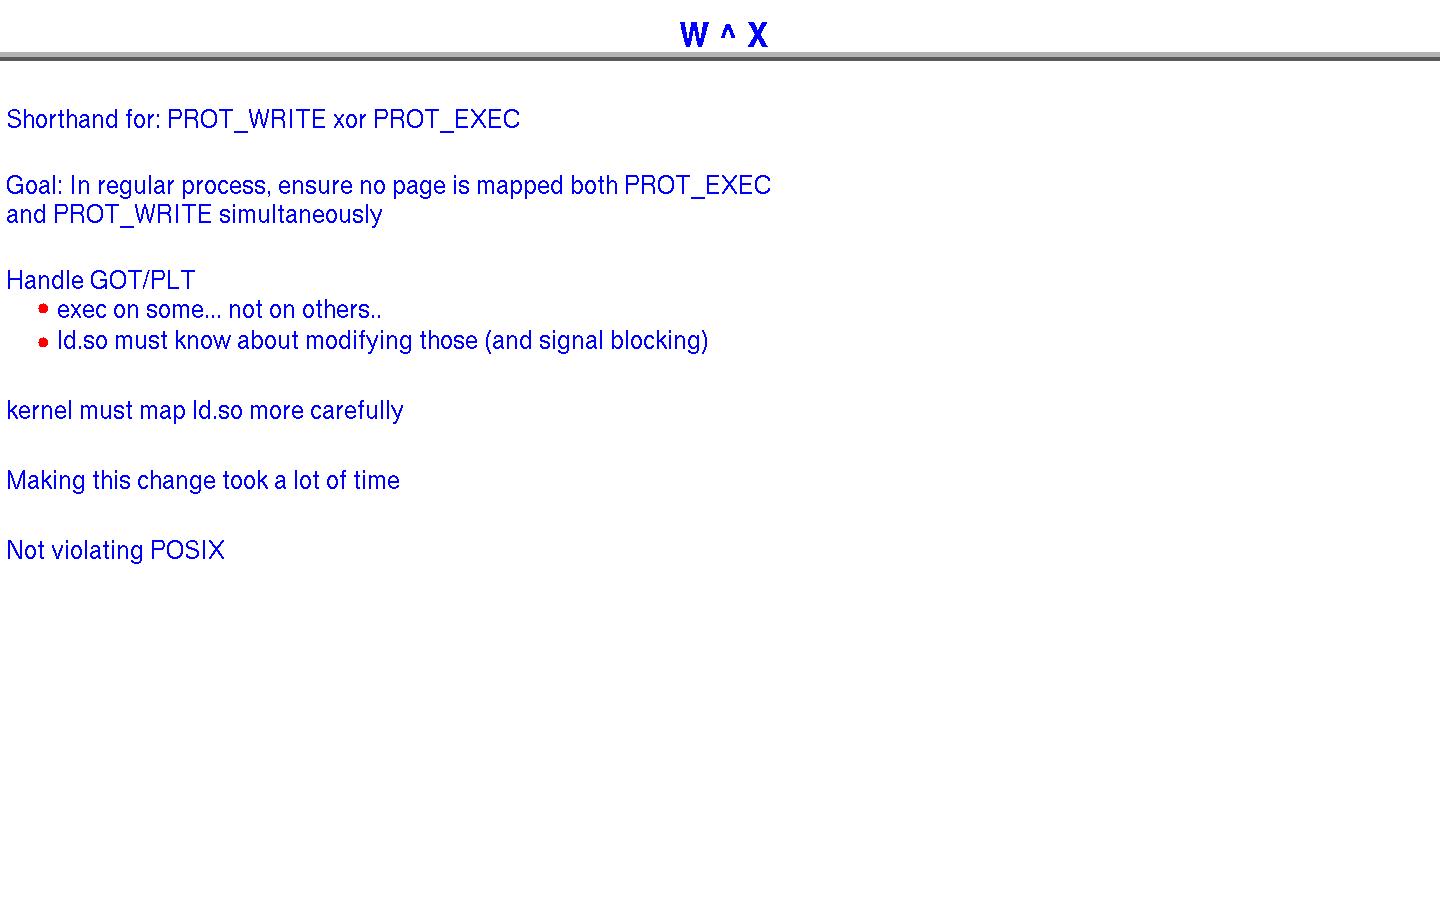 W ^ X
Shorthand for: PROT_WRITE xor PROT_EXEC
Goal: In regular process, ensure no page is mapped both PROT_EXEC
and PROT_WRITE simultaneously
Handle GOT/PLT
• exec on some... not on others..
• ld.so must know about modifying those (and signal blocking)
kernel must map ld.so more carefully
Making this change took a lot of time
Not violating POSIX